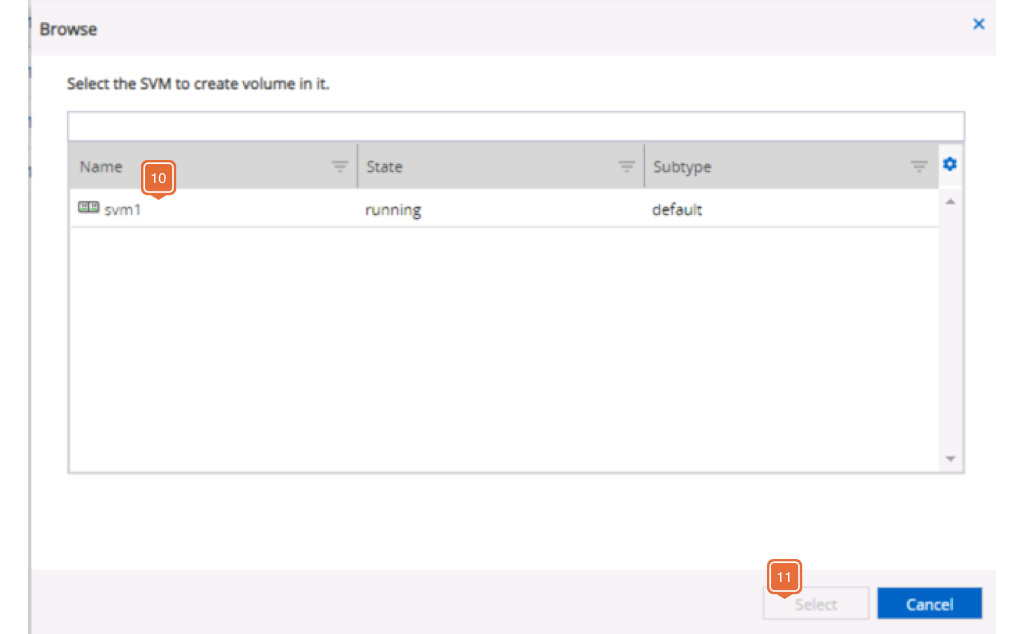 Browse
Select the SVM to create volume in it.
Name State Subtype
10
svm1 running default
11
Select Cancel